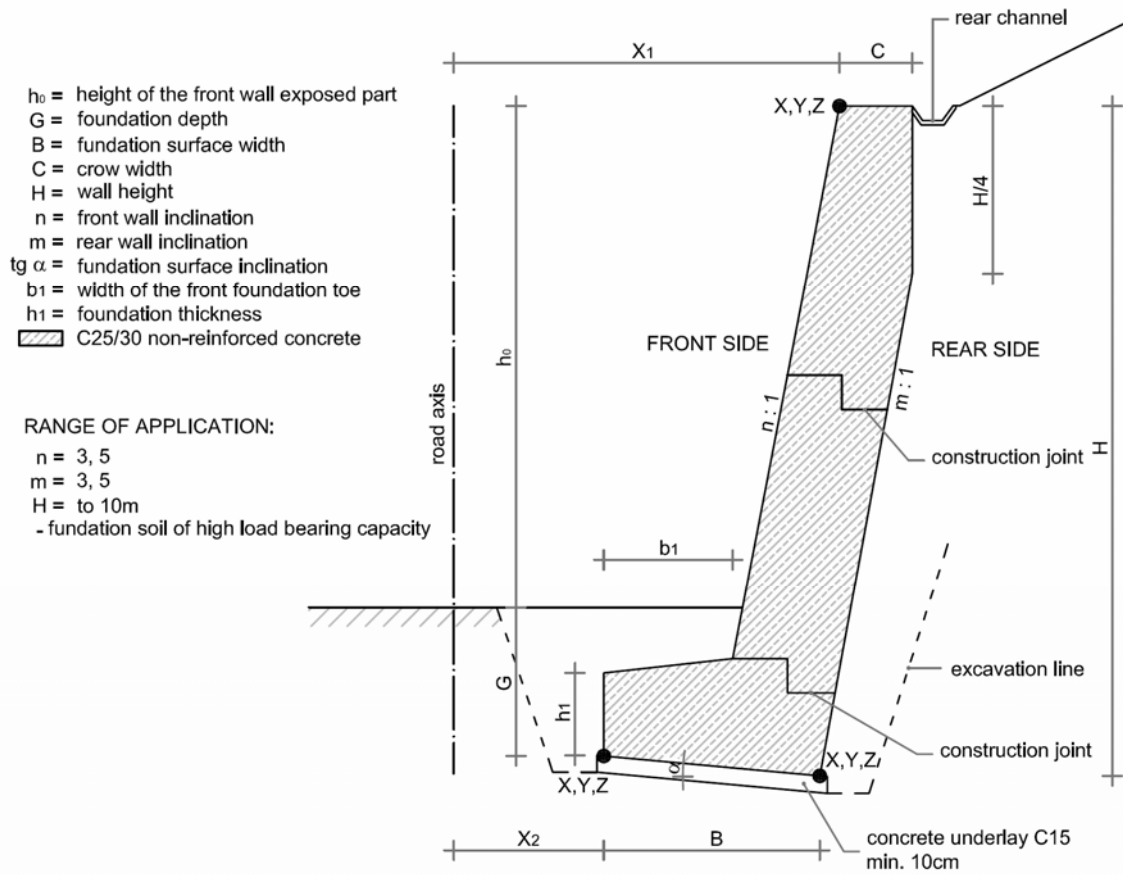 rear channel
X1
C
h0 = height of the front wall exposed part
G = foundation depth
B = fundation surface width
C = crow width
H = wall height
n = front wall inclination
m = rear wall inclination
tg α = fundation surface inclination
b1 = width of the front foundation toe
h1 = foundation thickness
C25/30 non-reinforced concrete
X,Y,Z
H/4
h0
FRONT SIDE
REAR SIDE
n : 1
m : 1
road axis
RANGE OF APPLICATION:
n = 3, 5
m = 3, 5
H = to 10m
- fundation soil of high load bearing capacity
construction joint
H
b1
excavation line
G
h1
construction joint
α
X,Y,Z
X,Y,Z
X2
B
concrete underlay C15
min. 10cm